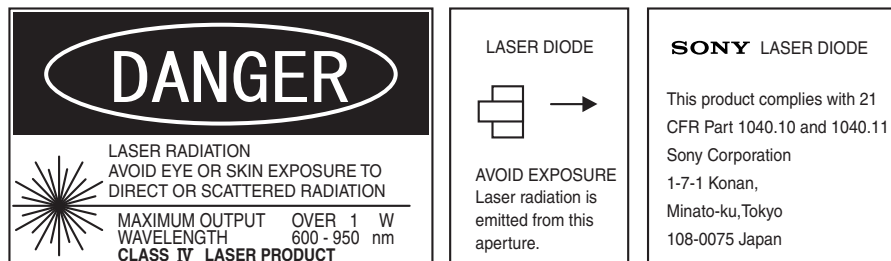 DANGER
LASER RADIATION
AVOID EYE OR SKIN EXPOSURE TO
DIRECT OR SCATTERED RADIATION
MAXIMUM OUTPUT OVER 1 W
WAVELENGTH 600 - 950 nm
CLASS Ⅳ LASER PRODUCT
LASER DIODE
AVOID EXPOSURE
Laser radiation is
emitted from this
aperture.
SONY LASER DIODE
This product complies with 21
CFR Part 1040.10 and 1040.11
Sony Corporation
1-7-1 Konan,
Minato-ku,Tokyo
108-0075 Japan